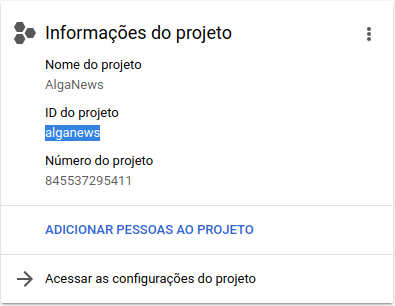 Informações do projeto
Nome do projeto
AlgaNews
ID do projeto
alganews
Número do projeto
845537295411
ADICIONAR PESSOAS AO PROJETO
Acessar as configurações do projeto